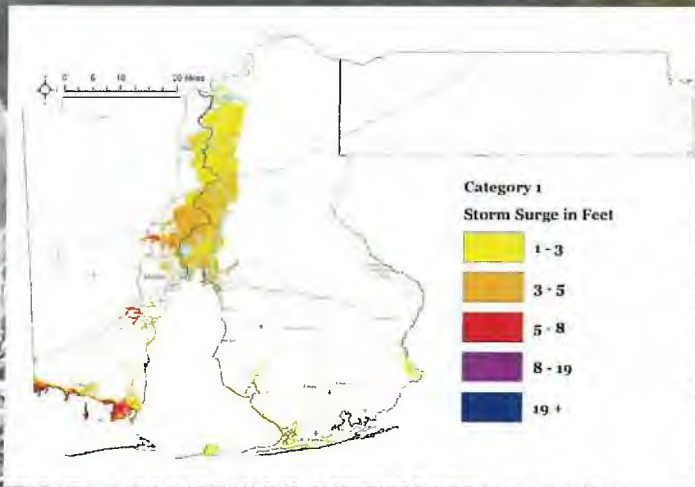 0 5 10 20 Miles
Category 1
Storm Surge in Feet
1 - 3
3 - 5
5 - 8
8 - 19
19 +